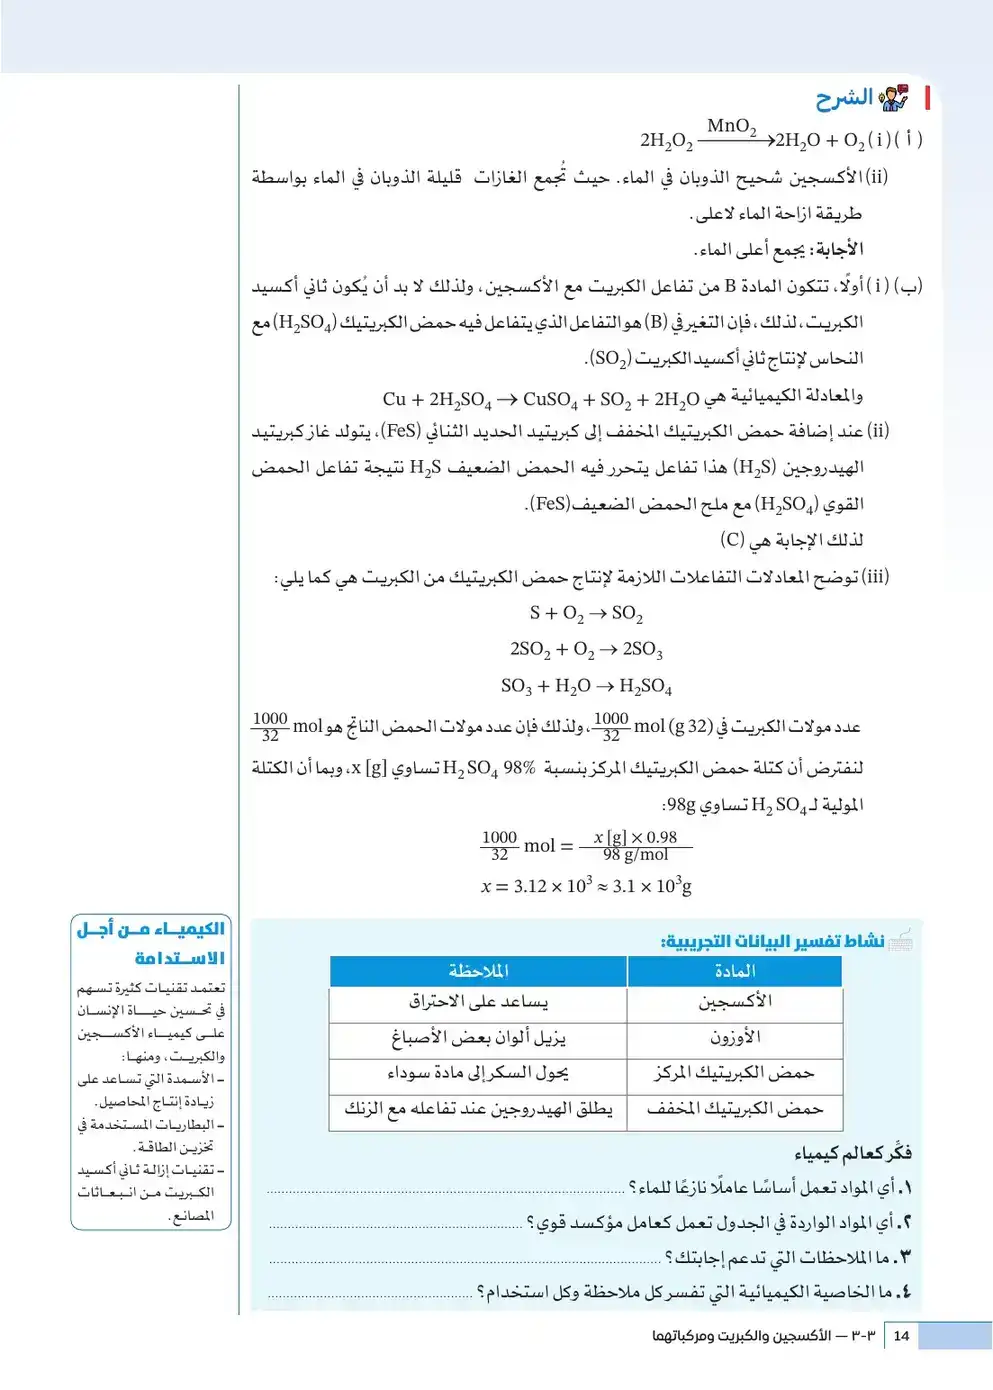 الشرح
(أ)(i) 2H₂O₂ —MnO₂→ 2H₂O + O₂
(ii) الأكسجين شحيح الذوبان في الماء. حيث تُجمع الغازات قليلة الذوبان في الماء بواسطة
طريقة ازاحة الماء لاعلى.
الأجابة: يجمع أعلى الماء.
(ب) (i) أولًا، تتكون المادة B من تفاعل الكبريت مع الأكسجين، ولذلك لا بد أن يُكون ثاني أكسيد
الكبريت، لذلك، فإن التغير في (B) هو التفاعل الذي يتفاعل فيه حمض الكبريتيك (H₂SO₄) مع
النحاس لإنتاج ثاني أكسيد الكبريت (SO₂).
والمعادلة الكيميائية هي Cu + 2H₂SO₄ → CuSO₄ + SO₂ + 2H₂O
(ii) عند إضافة حمض الكبريتيك المخفف إلى كبريتيد الحديد الثنائي (FeS)، يتولد غاز كبريتيد
الهيدروجين (H₂S) هذا تفاعل يتحرر فيه الحمض الضعيف H₂S نتيجة تفاعل الحمض
القوي (H₂SO₄) مع ملح الحمض الضعيف(FeS).
لذلك الإجابة هي (C)
(iii) توضح المعادلات التفاعلات اللازمة لإنتاج حمض الكبريتيك من الكبريت هي كما يلي:
S + O₂ → SO₂
2SO₂ + O₂ → 2SO₃
SO₃ + H₂O → H₂SO₄
عدد مولات الكبريت في (32 g) 1000/32 mol، ولذلك فإن عدد مولات الحمض الناتج هو 1000/32 mol
لنفترض أن كتلة حمض الكبريتيك المركز بنسبة 98% H₂SO₄ تساوي x [g]، وبما أن الكتلة
المولية لـ H₂SO₄ تساوي 98g:
1000/32 mol = x [g] × 0.98 / 98 g/mol
x = 3.12 × 10³ ≈ 3.1 × 10³g
نشاط تفسير البيانات التجريبية:
المادة الملاحظة
الأكسجين يساعد على الاحتراق
الأوزون يزيل ألوان بعض الأصباغ
حمض الكبريتيك المركز يحول السكر إلى مادة سوداء
حمض الكبريتيك المخفف يطلق الهيدروجين عند تفاعله مع الزنك
فكّر كعالم كيمياء
١. أي المواد تعمل أساسًا عاملًا نازعًا للماء؟
٢. أي المواد الواردة في الجدول تعمل كعامل مؤكسد قوي؟
٣. ما الملاحظات التي تدعم إجابتك؟
٤. ما الخاصية الكيميائية التي تفسر كل ملاحظة وكل استخدام؟
الكيمياء من أجل
الاستدامة
تعتمد تقنيات كثيرة تسهم
في تحسين حياة الإنسان
على كيمياء الأكسجين
والكبريت، ومنها:
– الأسمدة التي تساعد على
زيادة إنتاج المحاصيل.
– البطاريات المستخدمة في
تخزين الطاقة.
– تقنيات إزالة ثاني أكسيد
الكبريت من انبعاثات
المصانع.
14 ٣-٣ — الأكسجين والكبريت ومركباتهما